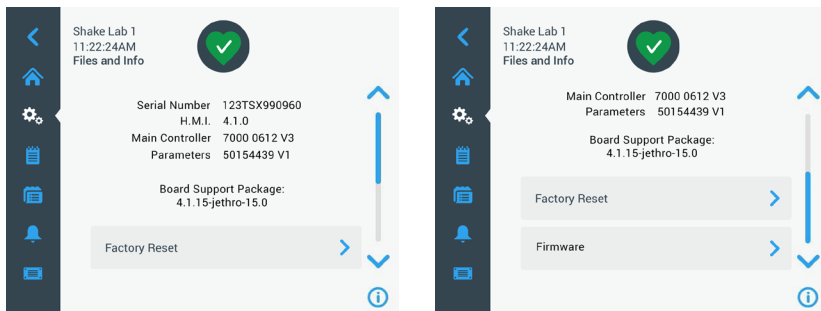 Shake Lab 1
11:22:24AM
Files and Info
Serial Number 123TSX990960
H.M.I. 4.1.0
Main Controller 7000 0612 V3
Parameters 50154439 V1
Board Support Package:
4.1.15-jethro-15.0
Factory Reset
Shake Lab 1
11:22:24AM
Files and Info
Main Controller 7000 0612 V3
Parameters 50154439 V1
Board Support Package:
4.1.15-jethro-15.0
Factory Reset
Firmware